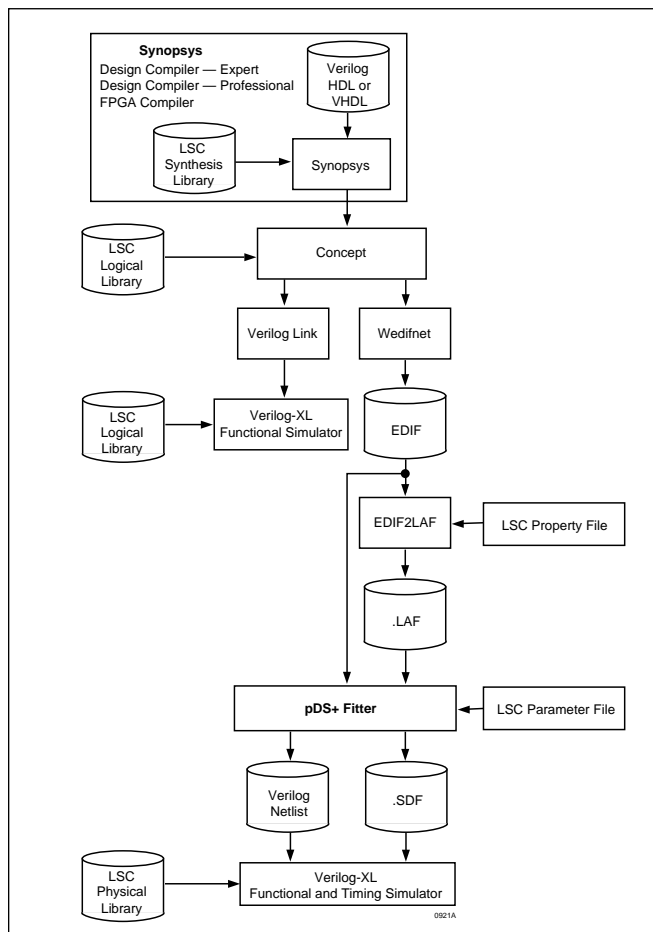 Synopsys
Design Compiler — Expert
Design Compiler — Professional
FPGA Compiler
Verilog
HDL or
VHDL
LSC
Synthesis
Library
Synopsys
LSC
Logical
Library
Concept
Verilog Link
Wedifnet
LSC
Logical
Library
Verilog-XL
Functional Simulator
EDIF
EDIF2LAF
LSC Property File
.LAF
pDS+ Fitter
LSC Parameter File
Verilog
Netlist
.SDF
LSC
Physical
Library
Verilog-XL
Functional and Timing Simulator
0921A